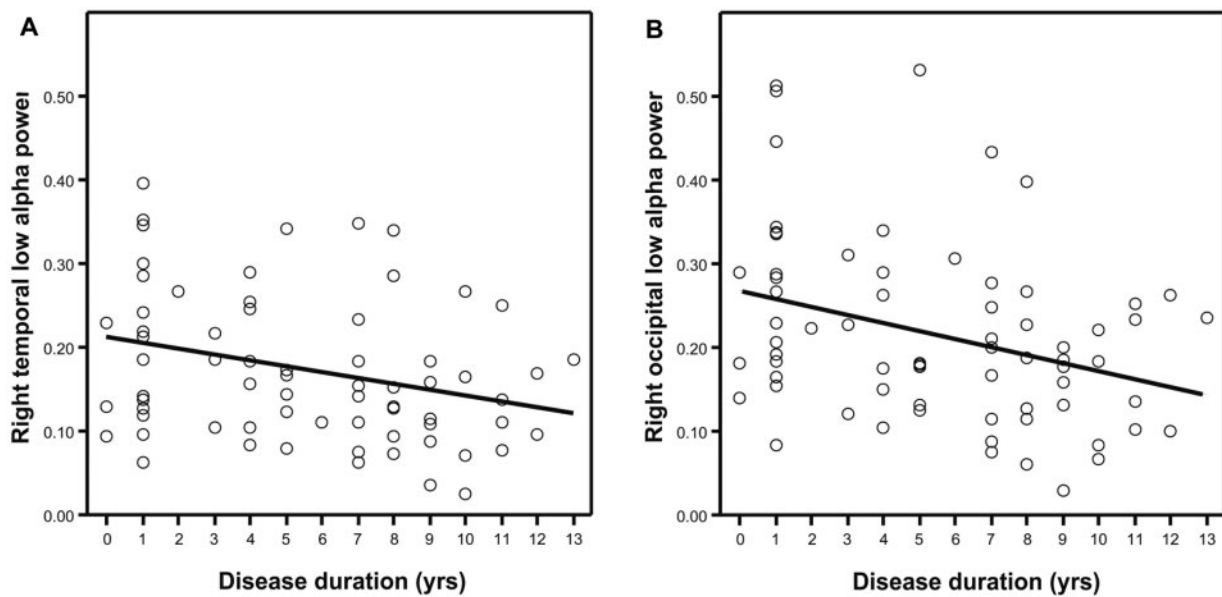 A
Right temporal low alpha power
0.50
0.40
0.30
0.20
0.10
0.00
0 1 2 3 4 5 6 7 8 9 10 11 12 13
Disease duration (yrs)
B
Right occipital low alpha power
0.50
0.40
0.30
0.20
0.10
0.00
0 1 2 3 4 5 6 7 8 9 10 11 12 13
Disease duration (yrs)